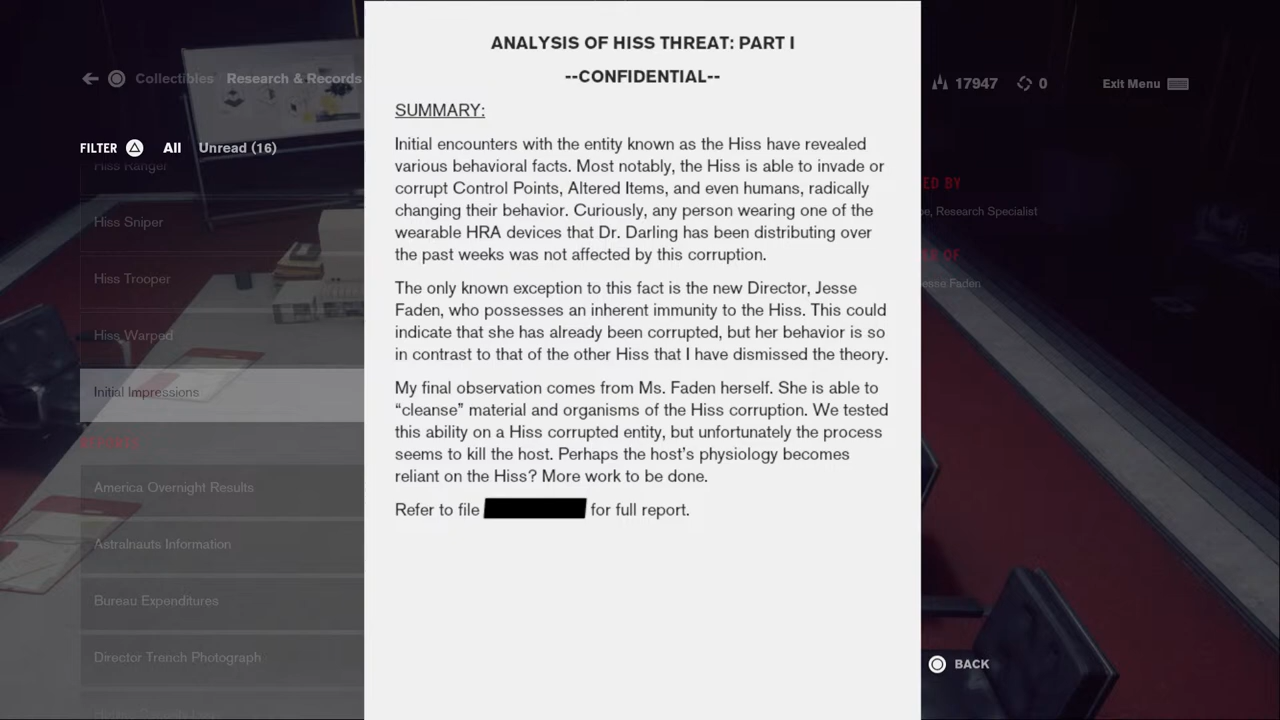 ANALYSIS OF HISS THREAT: PART I
--CONFIDENTIAL--
Collectibles Research & Records
17947 0 Exit Menu
SUMMARY:
FILTER All Unread (16)
Initial encounters with the entity known as the Hiss have revealed
various behavioral facts. Most notably, the Hiss is able to invade or
corrupt Control Points, Altered Items, and even humans, radically
changing their behavior. Curiously, any person wearing one of the
wearable HRA devices that Dr. Darling has been distributing over
the past weeks was not affected by this corruption.
The only known exception to this fact is the new Director, Jesse
Faden, who possesses an inherent immunity to the Hiss. This could
indicate that she has already been corrupted, but her behavior is so
in contrast to that of the other Hiss that I have dismissed the theory.
My final observation comes from Ms. Faden herself. She is able to
“cleanse” material and organisms of the Hiss corruption. We tested
this ability on a Hiss corrupted entity, but unfortunately the process
seems to kill the host. Perhaps the host’s physiology becomes
reliant on the Hiss? More work to be done.
Refer to file for full report.
Hiss Ranger
Hiss Sniper
Hiss Trooper
Hiss Warped
Initial Impressions
America Overnight Results
Astralnauts Information
Bureau Expenditures
Director Trench Photograph
ED BY
Research Specialist
OF
Faden
BACK